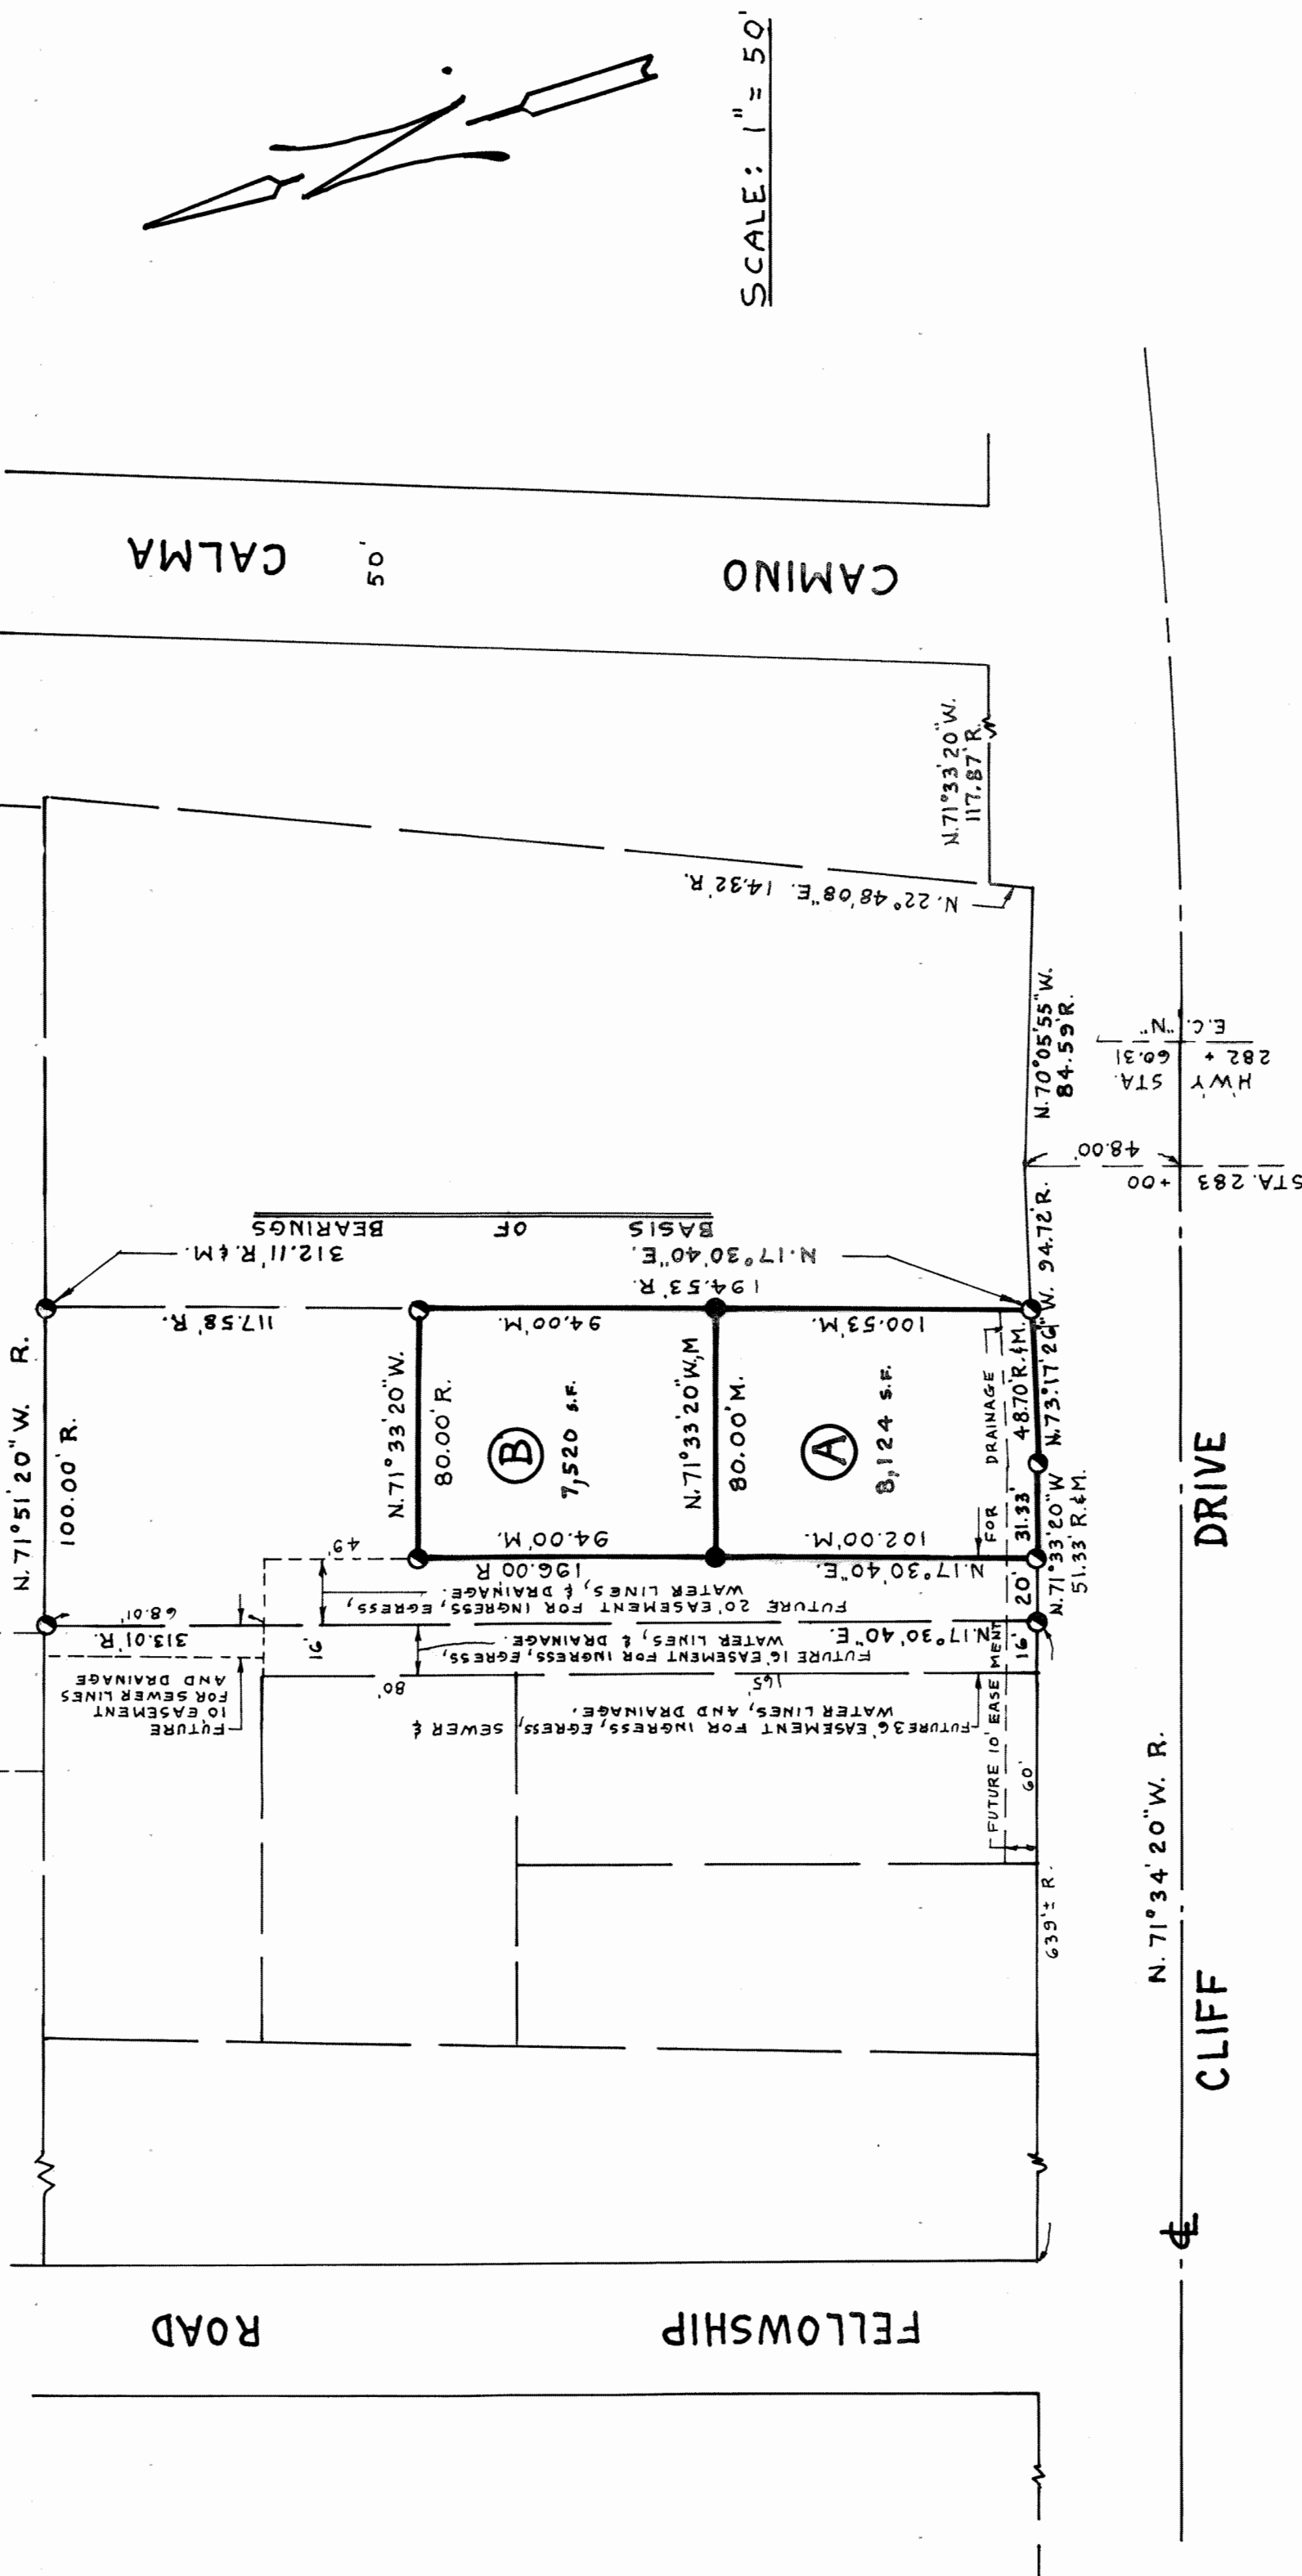 SCALE: 1" = 50'
CAMINO
CALMA
50'
N.71°33'20"W.
117.87'R.
N.22°48'08"E. 14.32'R.
N.70°05'55"W.
84.59'R.
E.C. "N"
282 + 60.31
HWY STA.
STA. 283 +00
48.00'
N.73°17'26"W. 94.72'R.
48.70'R.&M.
N.71°51'20"W. R.
100.00' R.
312.11'R.&M.
BASIS OF BEARINGS
N.17°30'40"E.
194.53'R.
117.58'R.
94.00'M.
100.53'M.
N.71°33'20"W.
80.00'R.
B
7,520 S.F.
N.71°33'20"W,M
80.00'M.
A
8,124 S.F.
94.00'M.
102.00'M.
196.00 R
N.17°30'40"E.
FOR DRAINAGE
31.33'
20'
N.71°33'20"W
51.33' R.&M.
49'
FUTURE 20' EASEMENT FOR INGRESS, EGRESS,
WATER LINES, & DRAINAGE.
68.01'
313.01'R.
N.17°30'40"E.
16'
16'
FUTURE 16' EASEMENT FOR INGRESS, EGRESS,
WATER LINES, & DRAINAGE.
FUTURE
10' EASEMENT
FOR SEWER LINES
AND DRAINAGE
80'
165'
FUTURE 36' EASEMENT FOR INGRESS, EGRESS, SEWER &
WATER LINES, AND DRAINAGE.
FUTURE 10' EASEMENT
60'
639'± R.
N. 71°34'20"W. R.
CLIFF DRIVE
℄
FELLOWSHIP ROAD